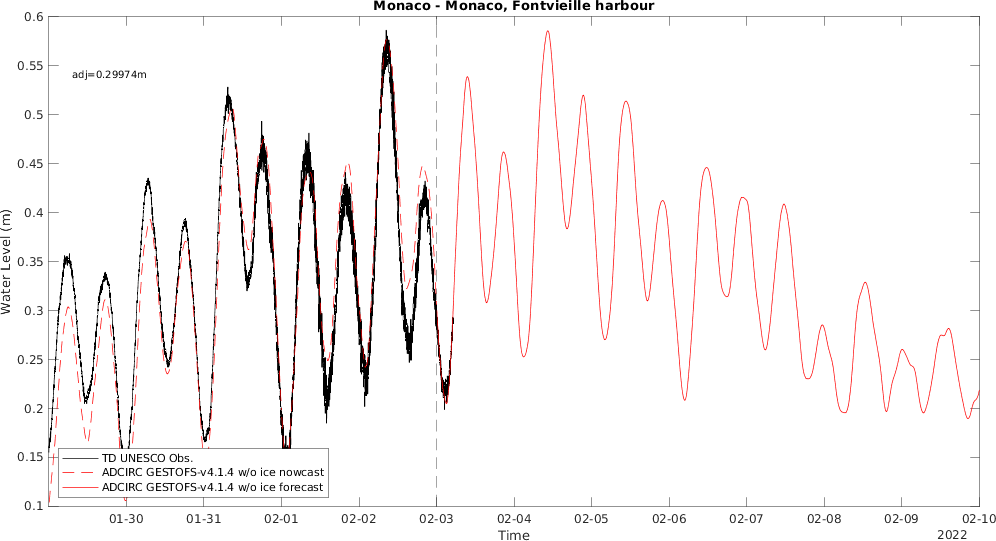 Monaco - Monaco, Fontvieille harbour
0.6
0.55
adj=0.29974m
0.5
0.45
0.4
0.35
0.3
0.25
0.2
0.15
0.1
Water Level (m)
TD UNESCO Obs.
ADCIRC GESTOFS-v4.1.4 w/o ice nowcast
ADCIRC GESTOFS-v4.1.4 w/o ice forecast
01-30 01-31 02-01 02-02 02-03 02-04 02-05 02-06 02-07 02-08 02-09 02-10
Time
2022